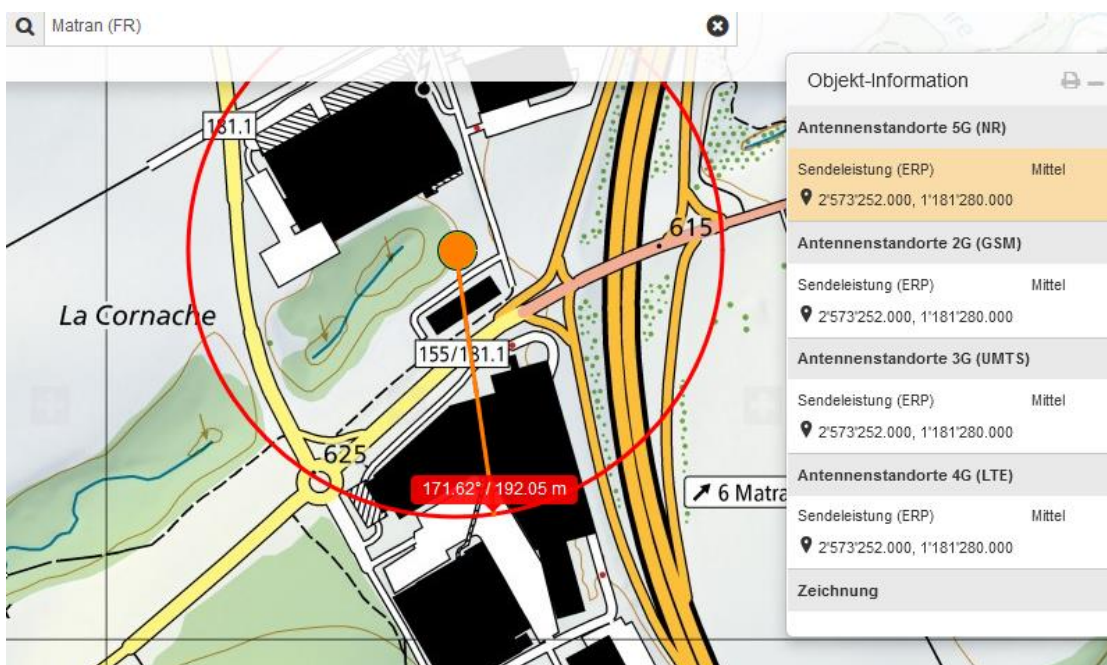 Matran (FR)
Objekt-Information
Antennenstandorte 5G (NR)
Sendeleistung (ERP) Mittel
2'573'252.000, 1'181'280.000
Antennenstandorte 2G (GSM)
Sendeleistung (ERP) Mittel
2'573'252.000, 1'181'280.000
Antennenstandorte 3G (UMTS)
Sendeleistung (ERP) Mittel
2'573'252.000, 1'181'280.000
Antennenstandorte 4G (LTE)
Sendeleistung (ERP) Mittel
2'573'252.000, 1'181'280.000
Zeichnung
181.1
615
La Cornache
155/181.1
625
171.62° / 192.05 m
6 Matra